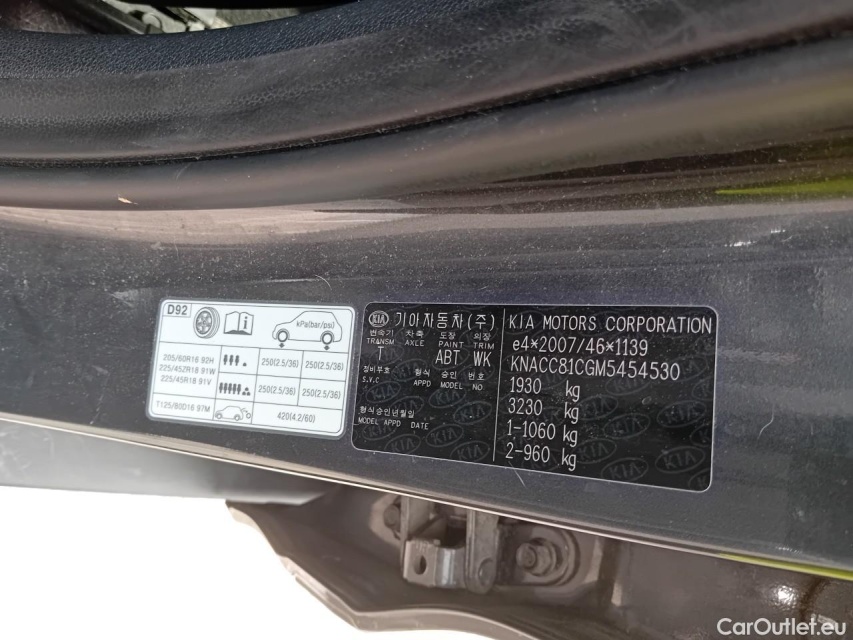 D92
kPa(bar/psi)
205/60R16 92H
225/45ZR18 91W
225/45R18 91V
250(2.5/36) 250(2.5/36)
250(2.5/36) 250(2.5/36)
T125/80D16 97M
420(4.2/60)
KIA 기아자동차(주)
변속기 차축 도장 의장
TRANSM AXLE PAINT TRIM
T ABT WK
정비부호 형식 승인 번호
S.V.C APPD MODEL NO.
형식승인년월일
MODEL APPD DATE
KIA MOTORS CORPORATION
e4*2007/46*1139
KNACC81CGM5454530
1930 kg
3230 kg
1-1060 kg
2-960 kg
CarOutlet.eu